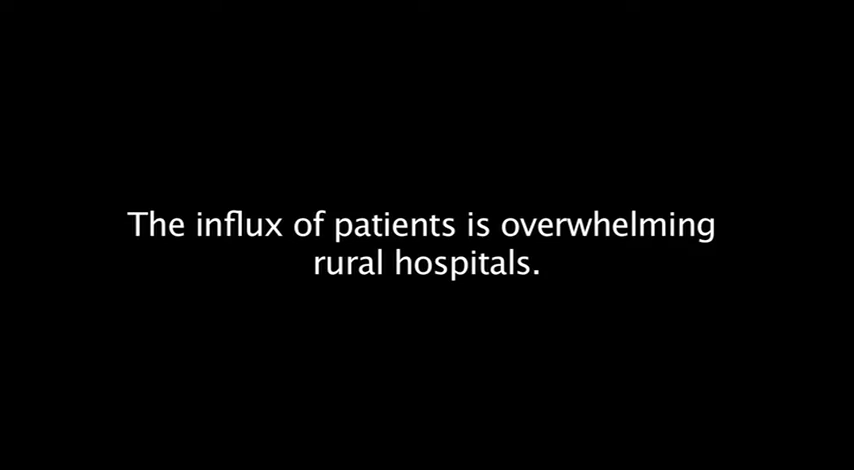 The influx of patients is overwhelming
rural hospitals.